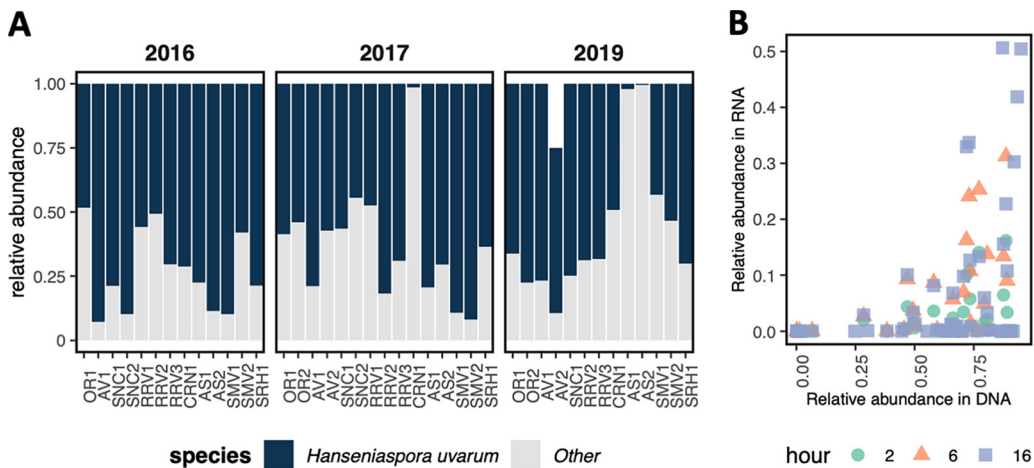 A
2016
2017
2019
relative abundance
1.00
0.75
0.50
0.25
0
OR1
AV1
SNC1
SNC2
RRV1
RRV2
RRV3
CRN1
AS1
AS2
SMV1
SMV2
SRH1
OR1
OR2
AV1
AV2
SNC1
SNC2
RRV1
RRV2
RRV3
CRN1
AS1
AS2
SMV1
SMV2
SRH1
OR1
OR2
AV1
AV2
SNC1
CRN1
AS1
AS2
SMV1
SMV2
SRH1
species Hanseniaspora uvarum Other
B
Relative abundance in RNA
0.5
0.4
0.3
0.2
0.1
0.0
0.00
0.25
0.50
0.75
Relative abundance in DNA
hour 2 6 16